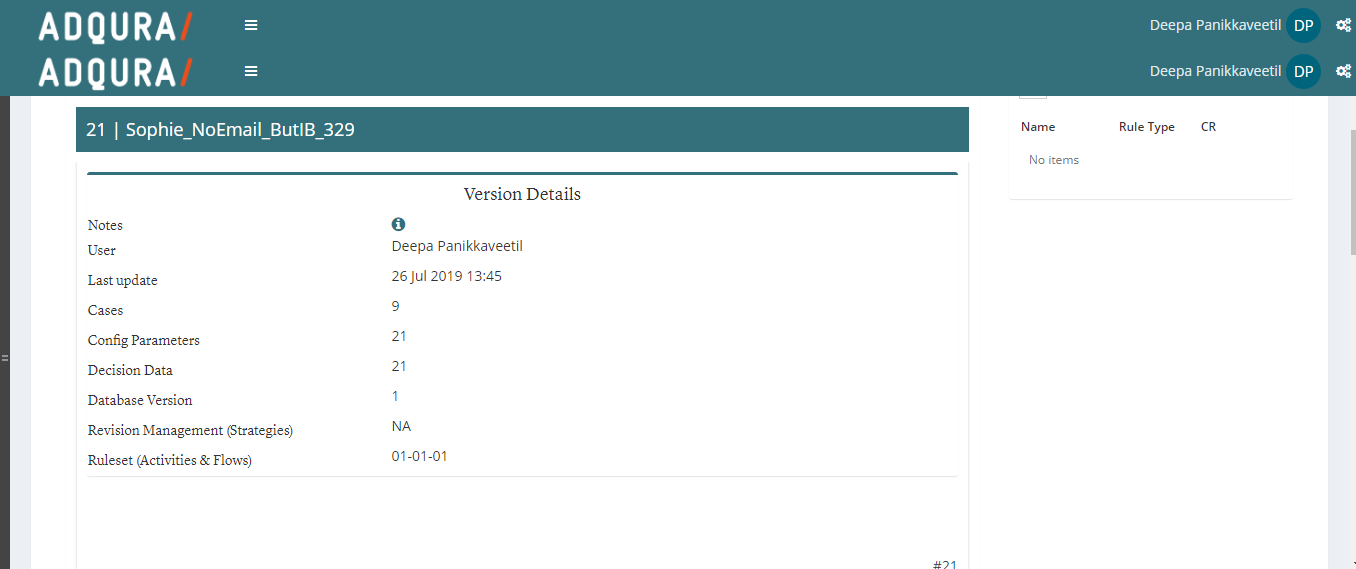 ADQURA/
Deepa Panikkaveetil DP
ADQURA/
Deepa Panikkaveetil DP
21 | Sophie_NoEmail_ButIB_329
Name Rule Type CR
No items
Version Details
Notes
User Deepa Panikkaveetil
Last update 26 Jul 2019 13:45
Cases 9
Config Parameters 21
Decision Data 21
Database Version 1
Revision Management (Strategies) NA
Ruleset (Activities & Flows) 01-01-01
#21